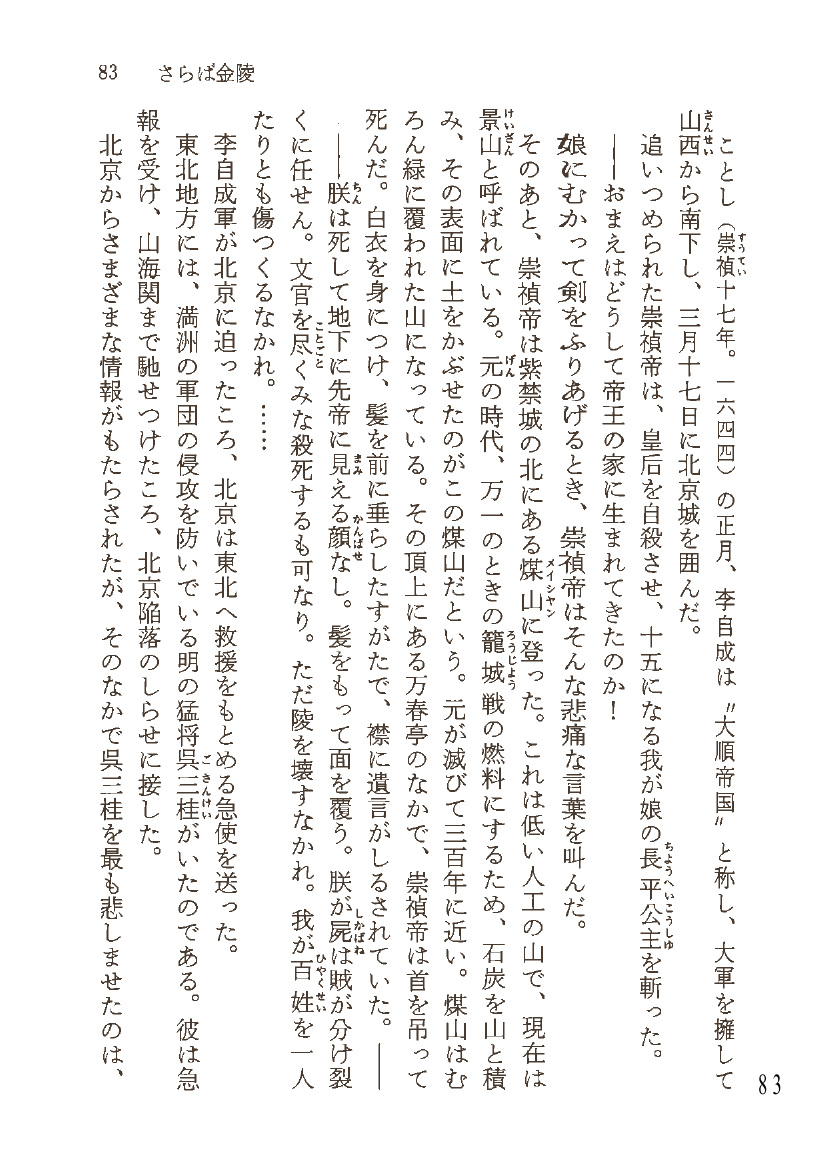 83　さらば金陵
ことし（崇禎十七年。一六四四）の正月、李自成は〝大順帝国〟と称し、大軍を擁して
山西から南下し、三月十七日に北京城を囲んだ。
追いつめられた崇禎帝は、皇后を自殺させ、十五になる我が娘の長平公主を斬った。
――おまえはどうして帝王の家に生まれてきたのか！
娘にむかって剣をふりあげるとき、崇禎帝はそんな悲痛な言葉を叫んだ。
そのあと、崇禎帝は紫禁城の北にある煤山に登った。これは低い人工の山で、現在は
景山と呼ばれている。元の時代、万一のときの籠城戦の燃料にするため、石炭を山と積
み、その表面に土をかぶせたのがこの煤山だという。元が滅びて三百年に近い。煤山はむ
ろん緑に覆われた山になっている。その頂上にある万春亭のなかで、崇禎帝は首を吊って
死んだ。白衣を身につけ、髪を前に垂らしたすがたで、襟に遺言がしるされていた。――
――朕は死して地下に先帝に見える顔なし。髪をもって面を覆う。朕が屍は賊が分け裂
くに任せん。文官を尽くみな殺死するも可なり。ただ陵を壊すなかれ。我が百姓を一人
たりとも傷つくるなかれ。……
李自成軍が北京に迫ったころ、北京は東北へ救援をもとめる急使を送った。
東北地方には、満洲の軍団の侵攻を防いでいる明の猛将呉三桂がいたのである。彼は急
報を受け、山海関まで馳せつけたころ、北京陥落のしらせに接した。
北京からさまざまな情報がもたらされたが、そのなかで呉三桂を最も悲しませたのは、
83